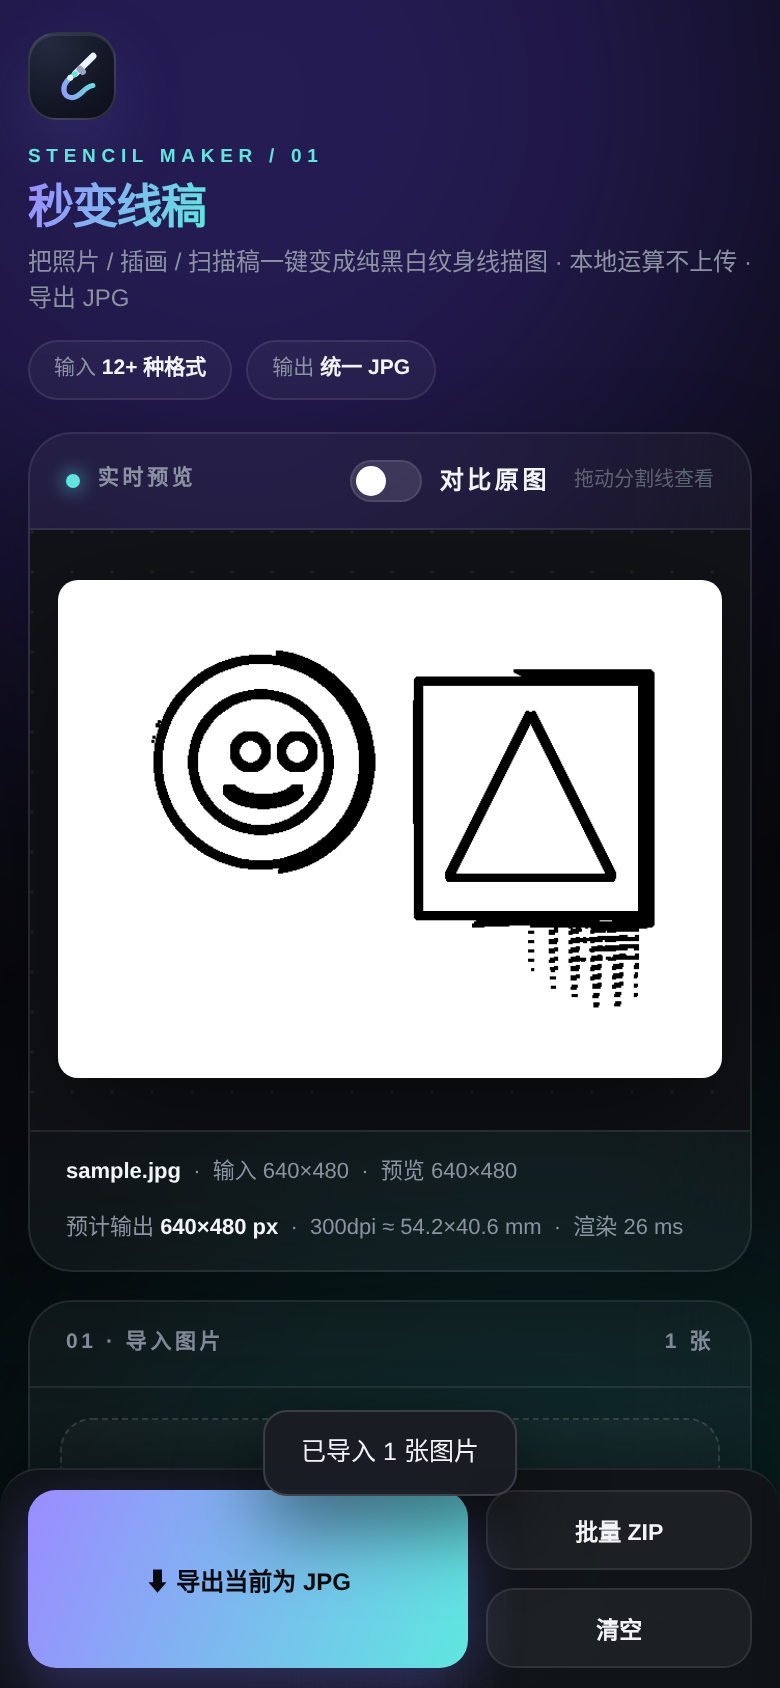 STENCIL MAKER / 01
秒变线稿
把照片 / 插画 / 扫描稿一键变成纯黑白纹身线描图 · 本地运算不上传 ·
导出 JPG
输入 12+ 种格式
输出 统一 JPG
实时预览
对比原图
拖动分割线查看
sample.jpg · 输入 640×480 · 预览 640×480
预计输出 640×480 px · 300dpi ≈ 54.2×40.6 mm · 渲染 26 ms
01 · 导入图片
1 张
已导入 1 张图片
⬇ 导出当前为 JPG
批量 ZIP
清空